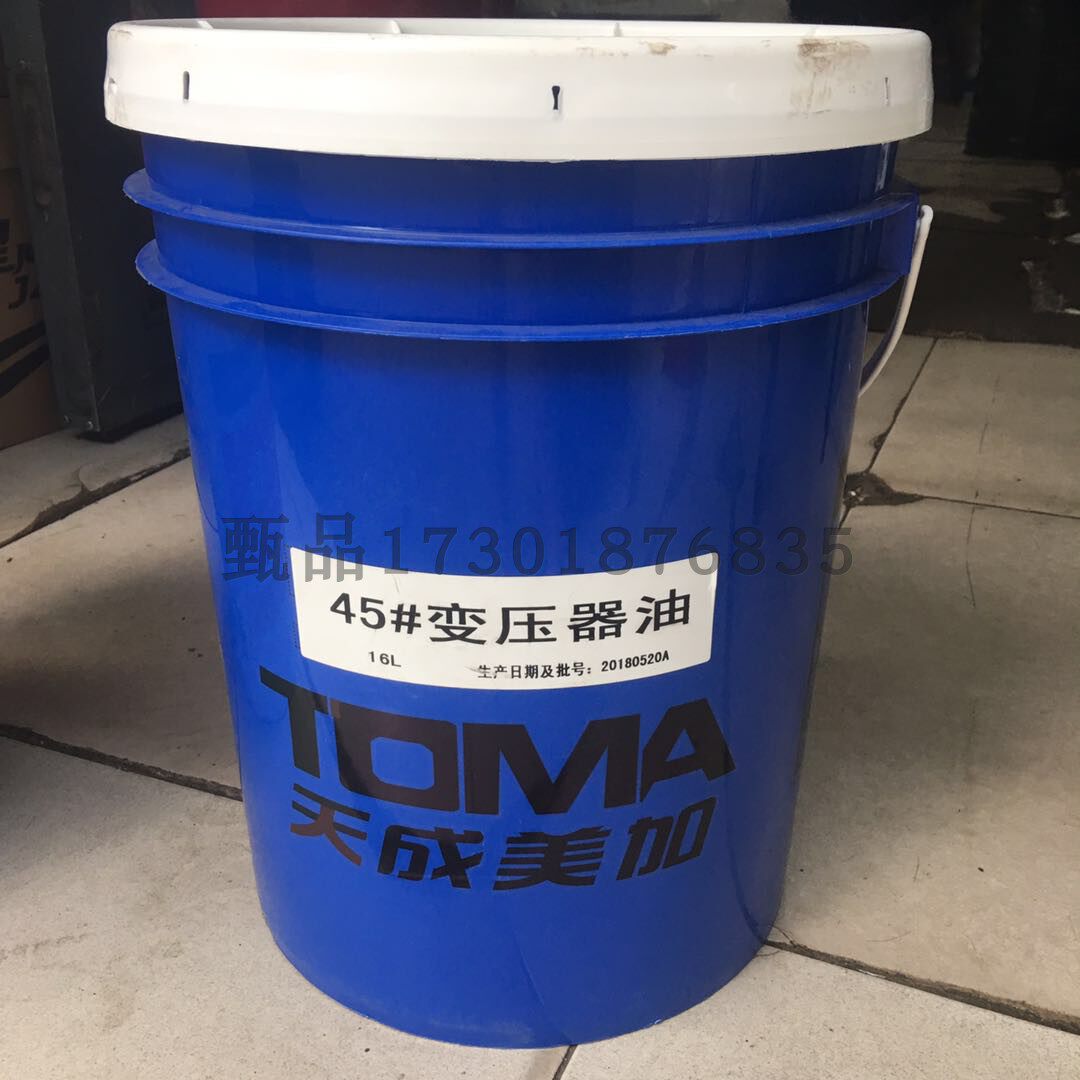 甄品17301876835
45#变压器油
16L 生产日期及批号：20180520A
TOMA
天成美加